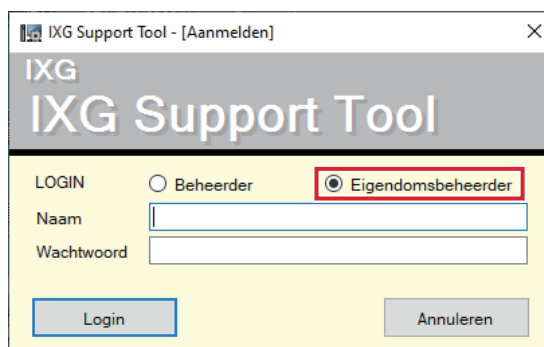 IXG Support Tool - [Aanmelden]
IXG
IXG Support Tool
LOGIN Beheerder Eigendomsbeheerder
Naam
Wachtwoord
Login Annuleren